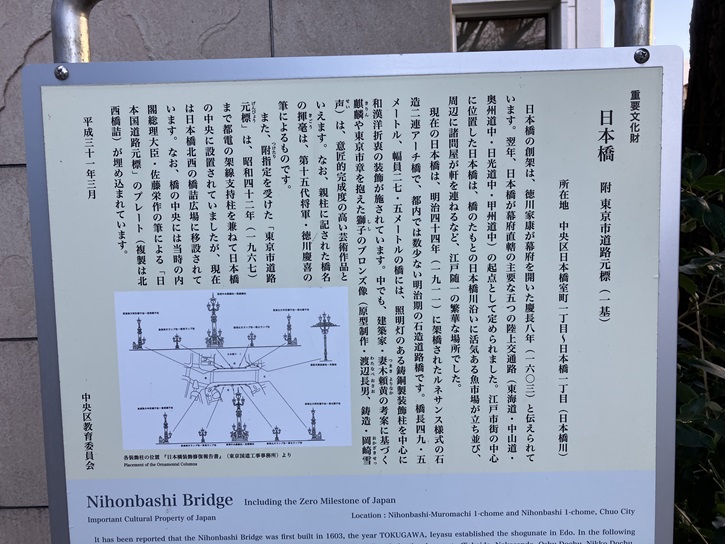 重要文化財
日本橋 附 東京市道路元標（一基）
所在地 中央区日本橋室町一丁目～日本橋一丁目（日本橋川）
日本橋の創架は、徳川家康が幕府を開いた慶長八年（一六〇三）と伝えられて
います。翌年、日本橋が幕府直轄の主要な五つの陸上交通路（東海道・中山道・
奥州道中・日光道中・甲州道中）の起点として定められました。江戸市街の中心
に位置した日本橋は、橋のたもとの日本橋川沿いに活気ある魚市場が立ち並び、
周辺に諸問屋が軒を連ねるなど、江戸随一の繁華な場所でした。
現在の日本橋は、明治四十四年（一九一一）に架橋されたルネサンス様式の石
造二連アーチ橋で、都内では数少ない明治期の石造道路橋です。橋長四九・五
メートル、幅員二七・五メートルの橋には、照明灯のある鋳銅製装飾柱を中心に
和漢洋折衷の装飾が施されています。中でも、建築家・妻木頼黄の考案に基づく
麒麟や東京市章を抱えた獅子のブロンズ像（原型制作・渡辺長男、鋳造・岡崎雪
声）は、意匠的完成度の高い芸術作品と
いえます。なお、親柱に記された橋名
の揮毫は、第十五代将軍・徳川慶喜の
筆によるものです。
また、附指定を受けた「東京市道路
元標」は、昭和四十二年（一九六七）
まで都電の架線支持柱を兼ねて日本橋
の中央に設置されていましたが、現在
は日本橋北西の橋詰広場に移設されて
います。なお、橋の中央には当時の内
閣総理大臣・佐藤栄作の筆による「日
本国道路元標」のプレート（複製は北
西橋詰）が埋め込まれています。
平成三十一年三月
中央区教育委員会
各装飾柱の位置 『日本橋装飾修復報告書』（東京国道工事事務所）より
Placement of the Ornamental Columns
Nihonbashi Bridge Including the Zero Milestone of Japan
Important Cultural Property of Japan
Location : Nihonbashi-Muromachi 1-chome and Nihonbashi 1-chome, Chuo City
It has been reported that the Nihonbashi Bridge was first built in 1603, the year TOKUGAWA, Ieyasu established the shogunate in Edo. In the following